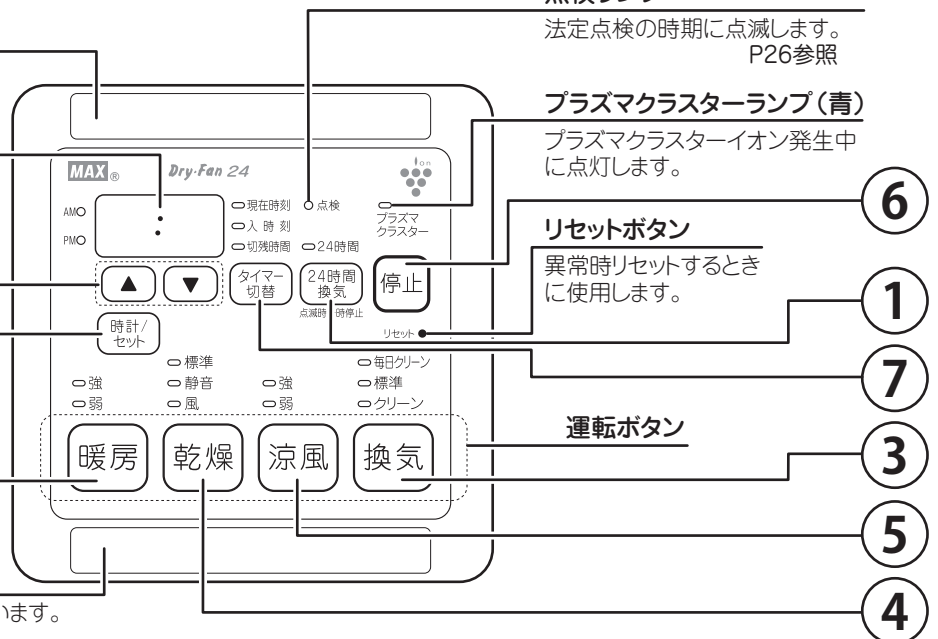 法定点検の時期に点滅します。
P26参照
プラズマクラスターランプ(青)
プラズマクラスターイオン発生中
に点灯します。
リセットボタン
異常時リセットするとき
に使用します。
運転ボタン
MAX®
Dry・Fan 24
ion
AM
PM
:
現在時刻
点検
入時刻
切残時間
24時間
プラズマ
クラスター
▲
▼
タイマー
切替
24時間
換気
停止
点滅時 時停止
リセット
時計/
セット
標準
静音
風
強
弱
強
弱
毎日クリーン
標準
クリーン
暖房
乾燥
涼風
換気
6
1
7
3
5
4
います。